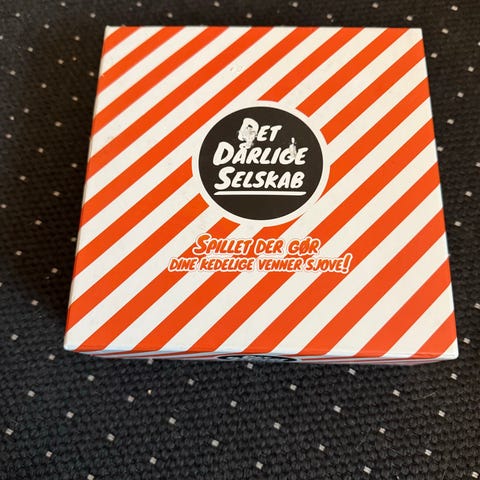 DET
DÅRLIGE
SELSKAB
SPILLET DER GØR
DINE KEDELIGE VENNER SJOVE!